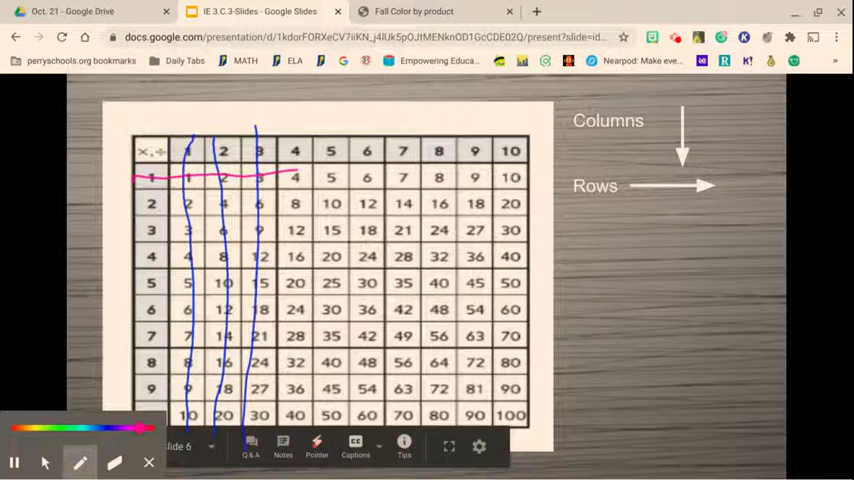 Oct. 21 - Google Drive
IE 3.C.3-Slides - Google Slides
Fall Color by product
docs.google.com/presentation/d/1kdorFORXeCV7iiKN_j4lUk5pOJtMENknOD1GcCDE02Q/present?slide=id...
perryschools.org bookmarks
Daily Tabs
MATH
ELA
Empowering Educa...
Nearpod: Make eve...
K!
×,÷ 1 2 3 4 5 6 7 8 9 10
1 1 2 3 4 5 6 7 8 9 10
2 2 4 6 8 10 12 14 16 18 20
3 3 6 9 12 15 18 21 24 27 30
4 4 8 12 16 20 24 28 32 36 40
5 5 10 15 20 25 30 35 40 45 50
6 6 12 18 24 30 36 42 48 54 60
7 7 14 21 28 35 42 49 56 63 70
8 8 16 24 32 40 48 56 64 72 80
9 9 18 27 36 45 54 63 72 81 90
10 20 30 40 50 60 70 80 90 100
Columns
Rows
lide 6
Q & A
Notes
Pointer
CC
Captions
Tips